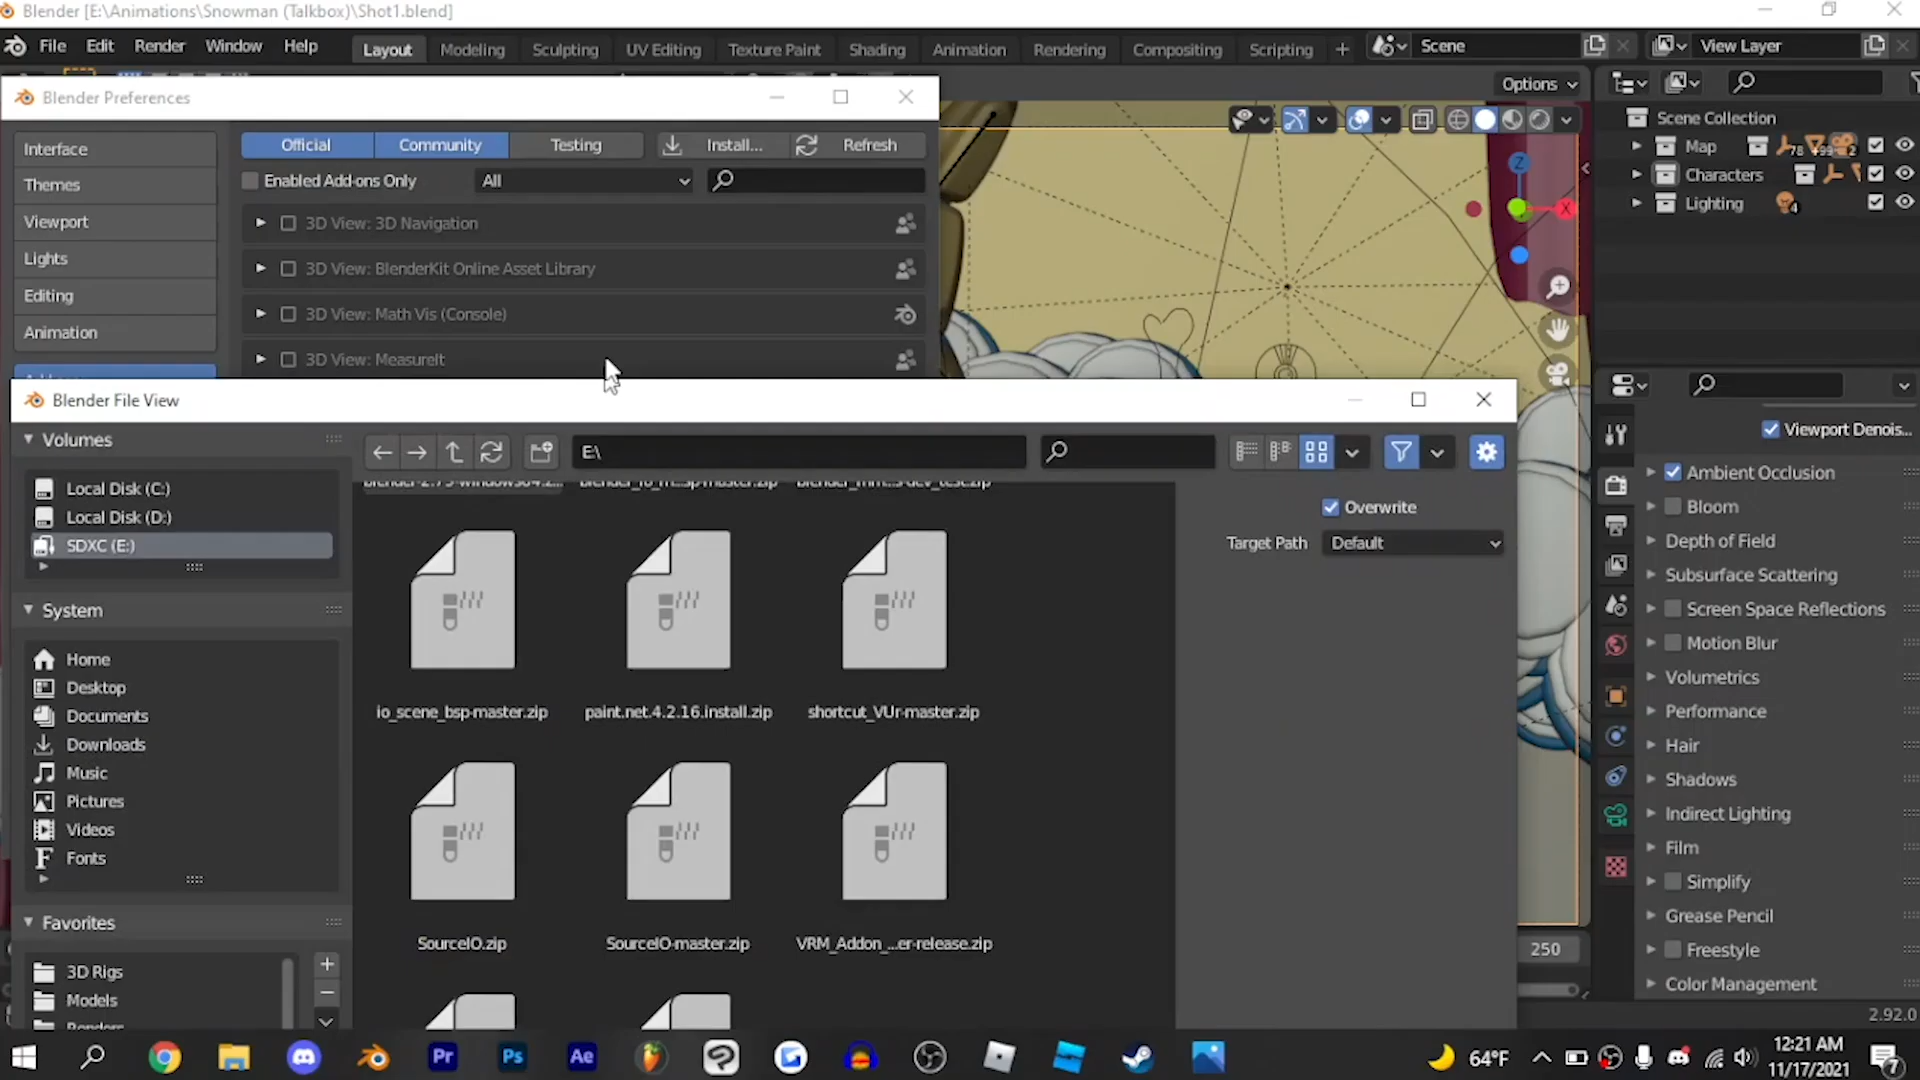 Blender [E:\Animations\Snowman (Talkbox)\Shot1.blend]
File Edit Render Window Help Layout Modeling Sculpting UV Editing Texture Paint Shading Animation Rendering Compositing Scripting + Scene View Layer
Options
Blender Preferences
Scene Collection
Interface Official Community Testing Install... Refresh
Map 78 2
Themes Enabled Add-ons Only All
Characters
Viewport 3D View: 3D Navigation
Lighting 4
Z
X
Lights 3D View: BlenderKit Online Asset Library
Editing 3D View: Math Vis (Console)
Animation
3D View: MeasureIt
Blender File View
Volumes E:\
Viewport Denois...
Local Disk (C:)
Local Disk (D:)
SDXC (E:)
Overwrite
Target Path Default
Ambient Occlusion
Bloom
Depth of Field
Subsurface Scattering
Screen Space Reflections
Motion Blur
Volumetrics
Performance
Hair
Shadows
Indirect Lighting
Film
Simplify
Grease Pencil
Freestyle
Color Management
System
Home
Desktop
Documents
Downloads
Music
Pictures
Videos
Fonts
io_scene_bsp-master.zip paint.net.4.2.16.install.zip shortcut_VUr-master.zip
SourceIO.zip SourceIO-master.zip VRM_Addon_...er-release.zip
Favorites
3D Rigs
Models
Renders
250
2.92.0
Pr Ps Ae
64°F
12:21 AM
11/17/2021
7